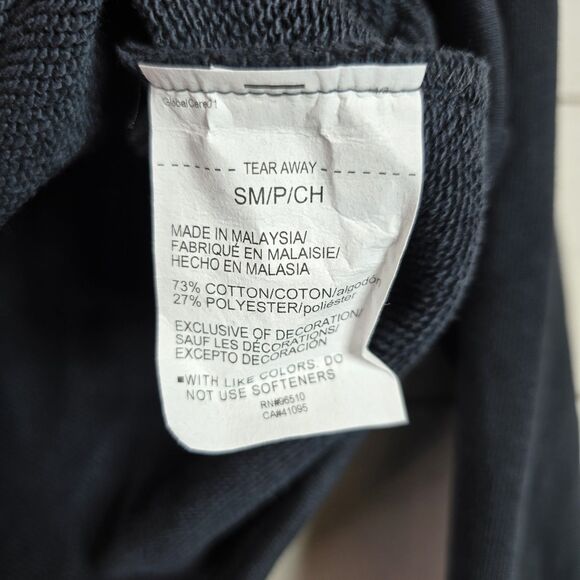 GlobalCare01
TEAR AWAY
SM/P/CH
MADE IN MALAYSIA/
FABRIQUÉ EN MALAISIE/
HECHO EN MALASIA
73% COTTON/COTON/algodón
27% POLYESTER/poliéster
EXCLUSIVE OF DECORATION/
SAUF LES DÉCORATIONS/
EXCEPTO DECORACIÓN
■WITH LIKE COLORS. DO
NOT USE SOFTENERS
RN#96510
CA#41095